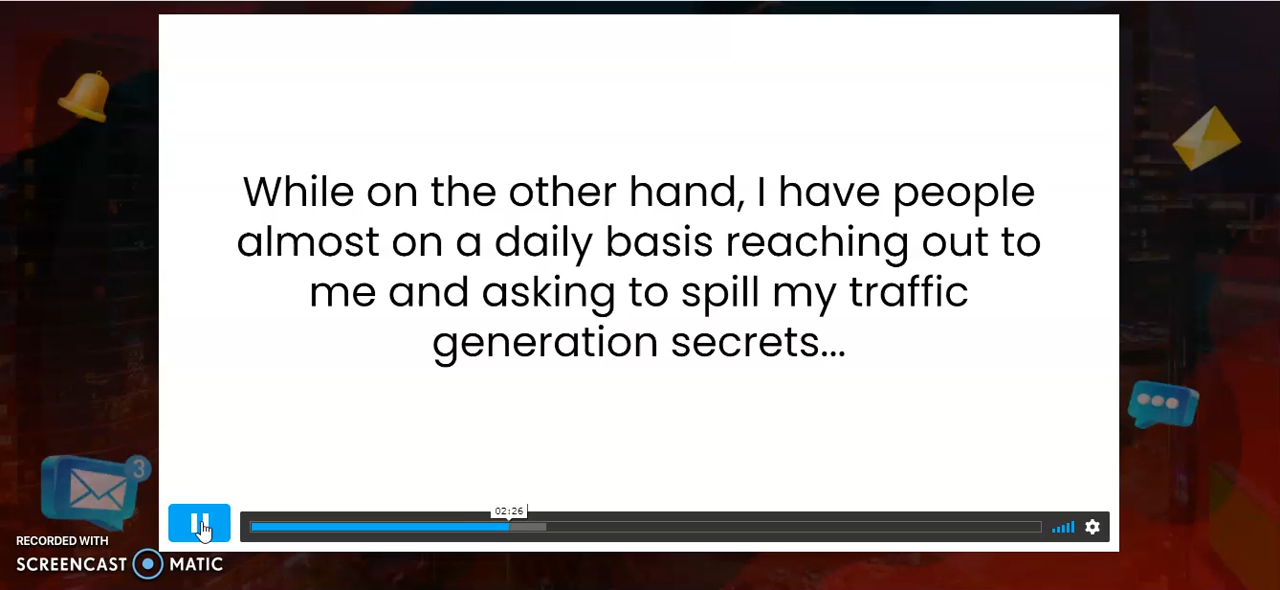 While on the other hand, I have people
almost on a daily basis reaching out to
me and asking to spill my traffic
generation secrets...
3
02:26
RECORDED WITH
SCREENCAST MATIC